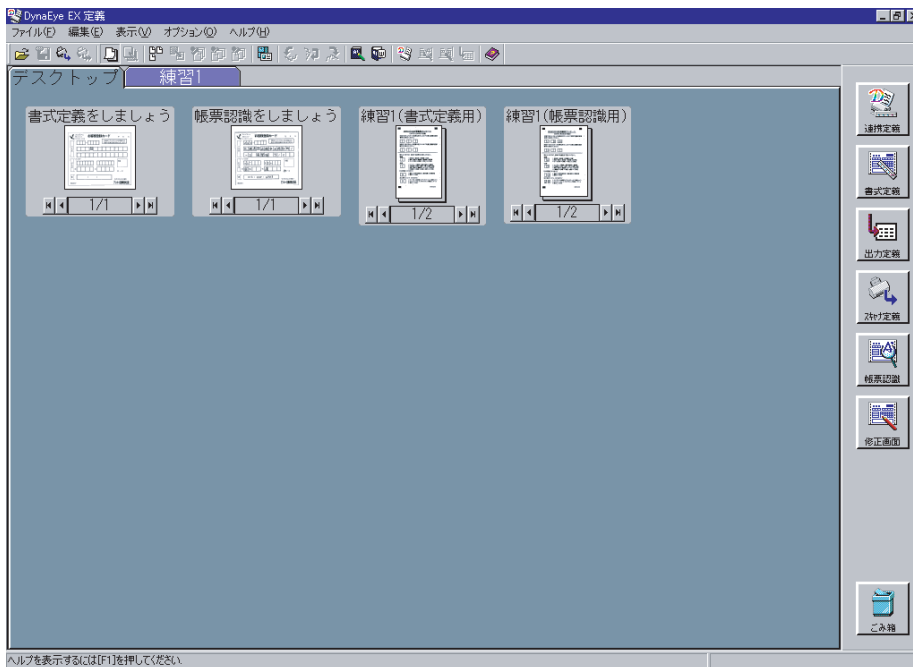 DynaEye EX 定義
ファイル(F) 編集(E) 表示(V) オプション(O) ヘルプ(H)
デスクトップ 練習1
書式定義をしましょう 帳票認識をしましょう 練習1(書式定義用) 練習1(帳票認識用)
1/1 1/1 1/2 1/2
連携定義
書式定義
出力定義
スキャナ定義
帳票認識
修正画面
ごみ箱
ヘルプを表示するには[F1]を押してください.